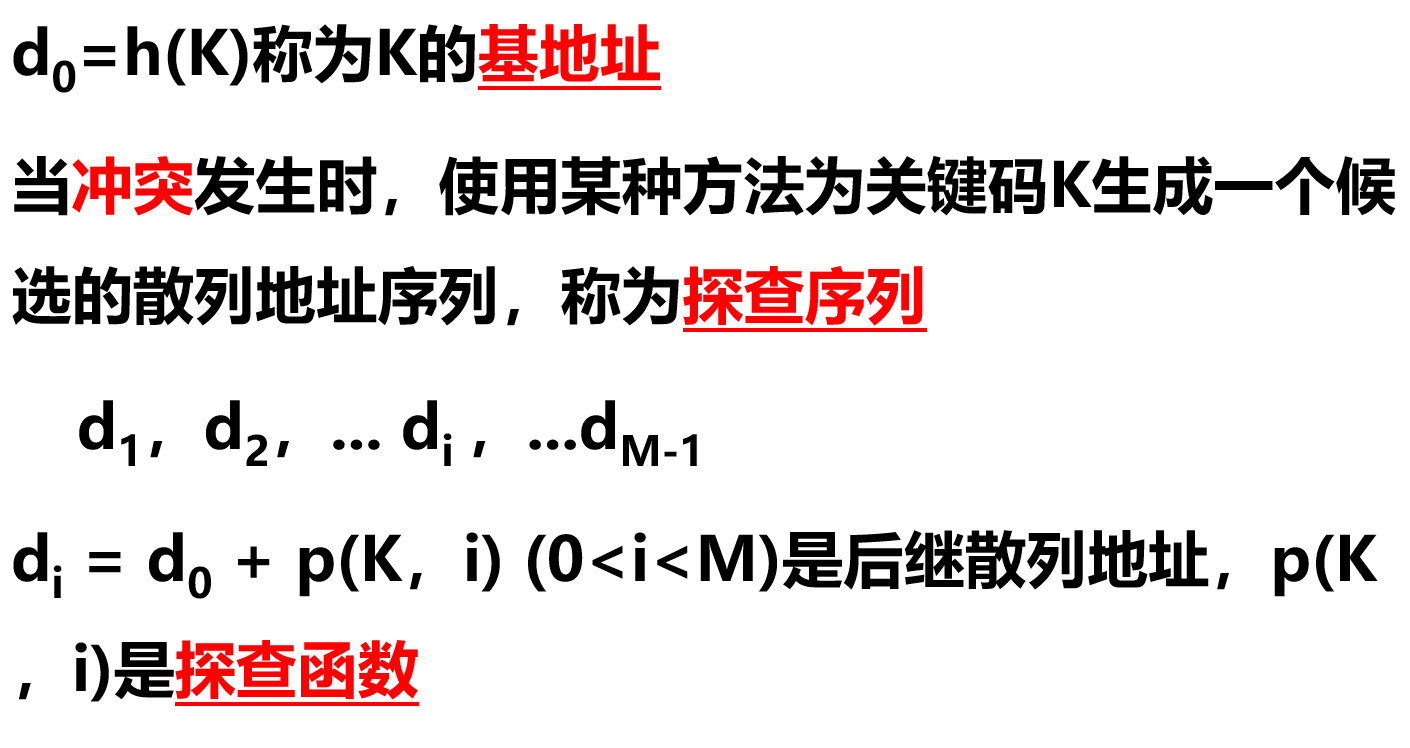 d₀=h(K)称为K的基地址
当冲突发生时，使用某种方法为关键码K生成一个候
选的散列地址序列，称为探查序列
d₁，d₂，... dᵢ ，...d_{M-1}
dᵢ = d₀ + p(K，i) (0<i<M)是后继散列地址，p(K
，i)是探查函数